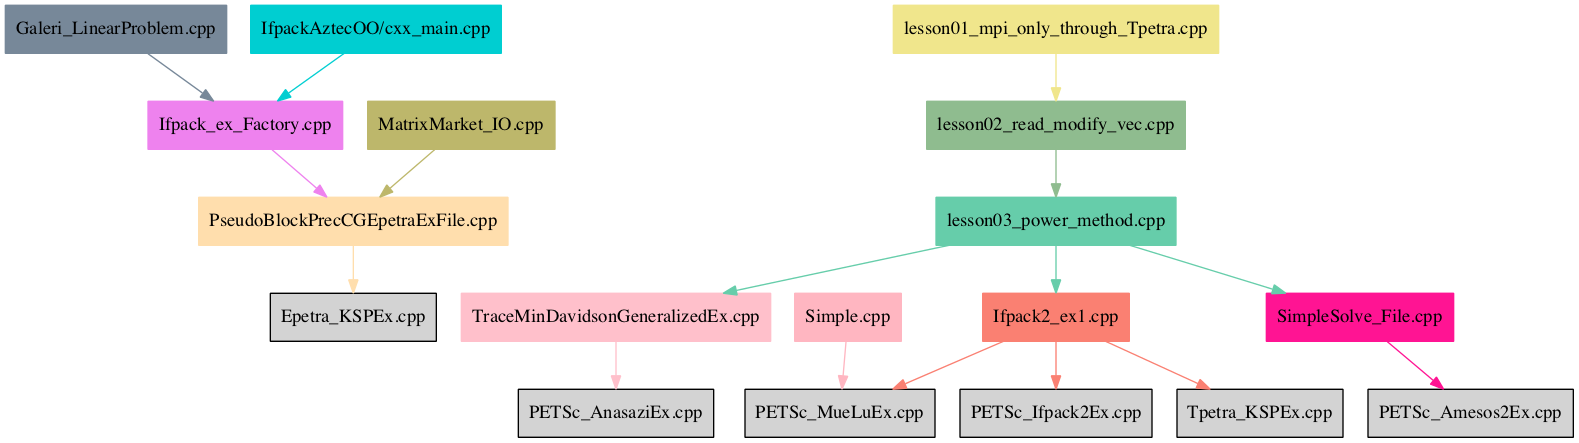 Galeri_LinearProblem.cpp
IfpackAztecOO/cxx_main.cpp
lesson01_mpi_only_through_Tpetra.cpp
Ifpack_ex_Factory.cpp
MatrixMarket_IO.cpp
lesson02_read_modify_vec.cpp
PseudoBlockPrecCGEpetraExFile.cpp
lesson03_power_method.cpp
Epetra_KSPEx.cpp
TraceMinDavidsonGeneralizedEx.cpp
Simple.cpp
Ifpack2_ex1.cpp
SimpleSolve_File.cpp
PETSc_AnasaziEx.cpp
PETSc_MueLuEx.cpp
PETSc_Ifpack2Ex.cpp
Tpetra_KSPEx.cpp
PETSc_Amesos2Ex.cpp